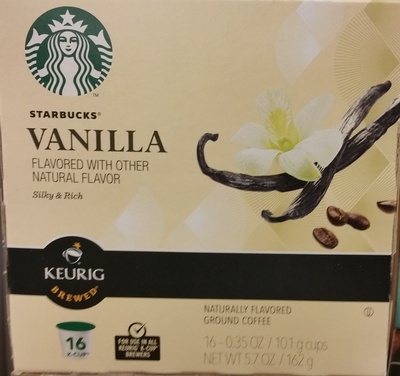 STARBUCKS®
VANILLA
FLAVORED WITH OTHER
NATURAL FLAVOR
Silky & Rich
KEURIG
BREWED®
16
K-CUP®
FOR USE IN ALL
KEURIG K-CUP®
BREWERS
NATURALLY FLAVORED
GROUND COFFEE
16 - 0.35 OZ / 10.1 g cups
NET WT 5.7 OZ / 162 g